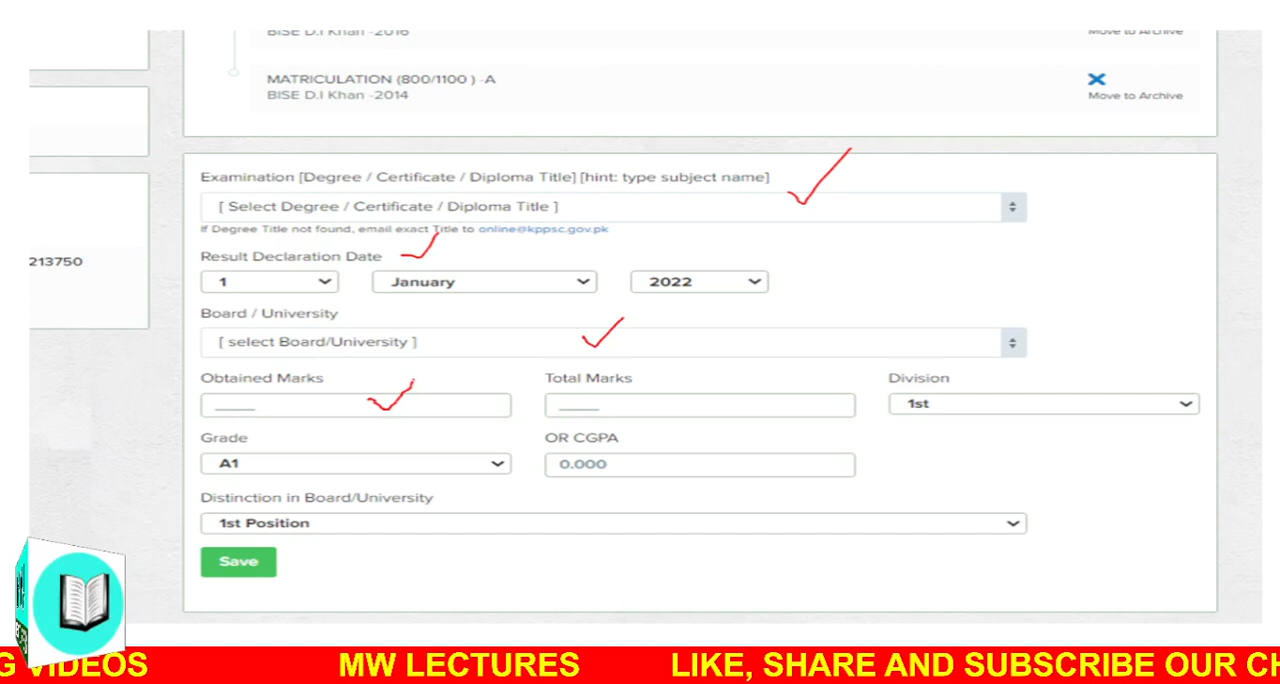 BISE D.I Khan -2016
Move to Archive
MATRICULATION (800/1100 ) -A
BISE D.I Khan -2014
Move to Archive
213750
Examination [Degree / Certificate / Diploma Title] [hint: type subject name]
[ Select Degree / Certificate / Diploma Title ]
If Degree Title not found, email exact Title to online@kppsc.gov.pk
Result Declaration Date
1 January 2022
Board / University
[ select Board/University ]
Obtained Marks Total Marks Division
1st
Grade OR CGPA
A1 0.000
Distinction in Board/University
1st Position
Save
G VIDEOS MW LECTURES LIKE, SHARE AND SUBSCRIBE OUR CH